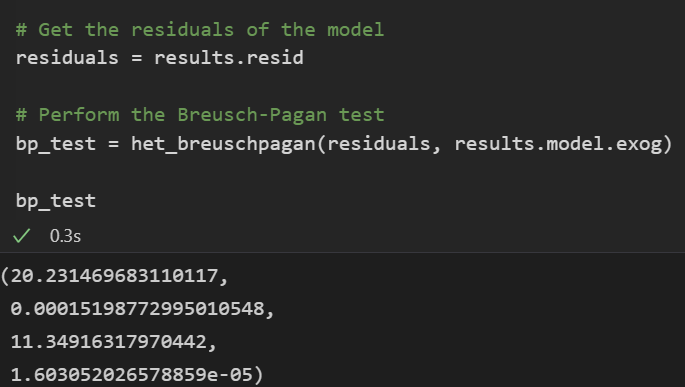 # Get the residuals of the model
residuals = results.resid
# Perform the Breusch-Pagan test
bp_test = het_breuschpagan(residuals, results.model.exog)
bp_test
✓ 0.3s
(20.231469683110117,
0.00015198772995010548,
11.34916317970442,
1.603052026578859e-05)